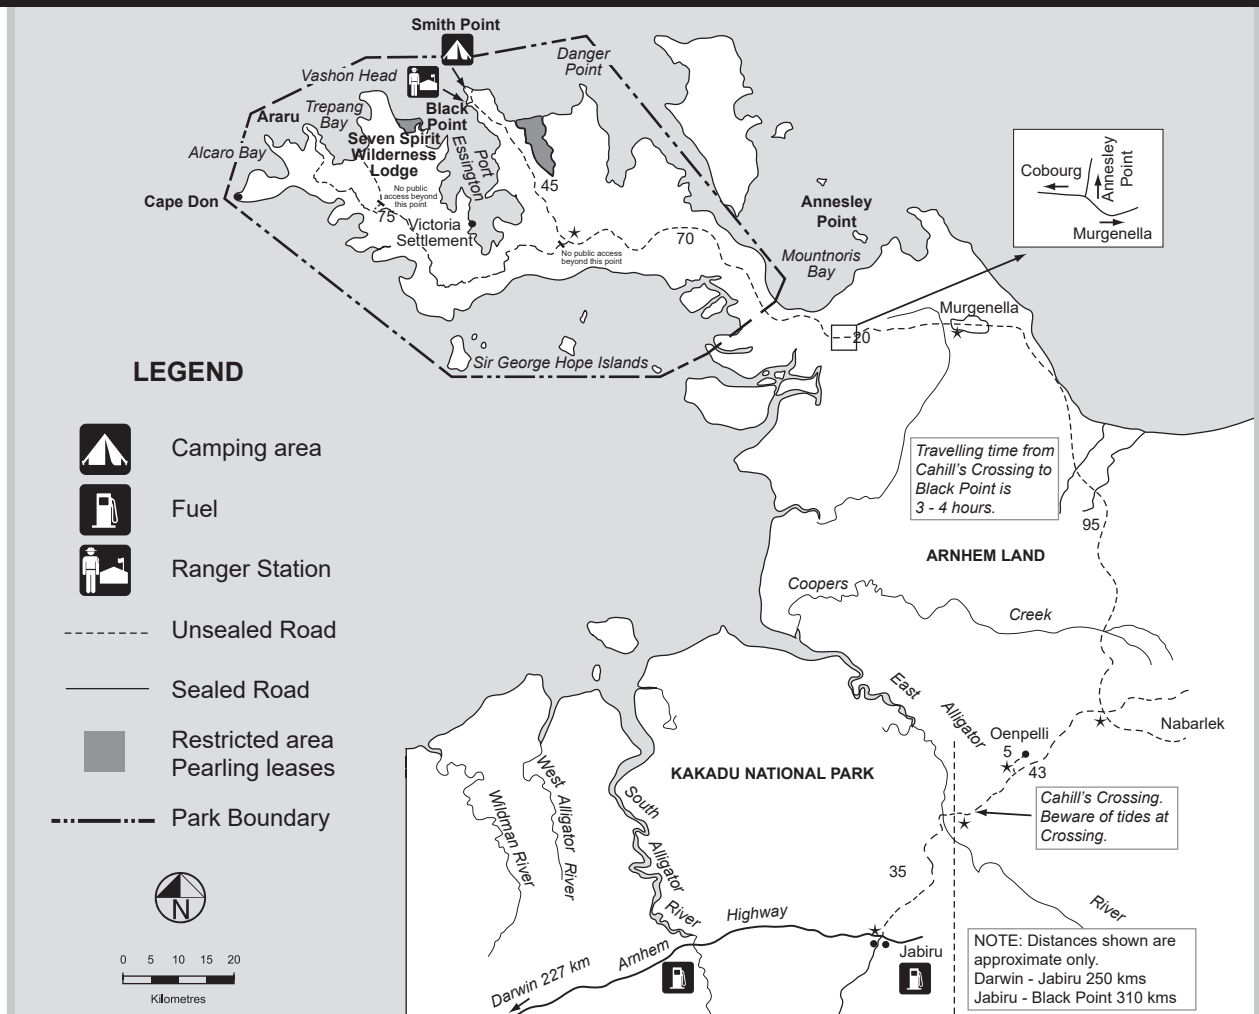 Smith Point
Danger
Point
Vashon Head
Black
Point
Trepang
Bay
Araru
Seven Spirit
Wilderness
Lodge
Alcaro Bay
Port
Essington
No public
access beyond
this point
45
Cape Don
75
Victoria
Settlement
No public access
beyond this point
70
Annesley
Point
Mountnoris
Bay
Cobourg
Annesley
Point
Murgenella
Murgenella
20
Sir George Hope Islands
LEGEND
Camping area
Fuel
Ranger Station
Unsealed Road
Sealed Road
Restricted area
Pearling leases
Park Boundary
N
0 5 10 15 20
Kilometres
Travelling time from
Cahill's Crossing to
Black Point is
3 - 4 hours.
95
ARNHEM LAND
Coopers
Creek
East
Alligator
River
Nabarlek
Oenpelli
5
43
KAKADU NATIONAL PARK
Cahill's Crossing.
Beware of tides at
Crossing.
Wildman River
West Alligator River
South
Alligator
River
35
Highway
Arnhem
Darwin 227 km
Jabiru
NOTE: Distances shown are
approximate only.
Darwin - Jabiru 250 kms
Jabiru - Black Point 310 kms